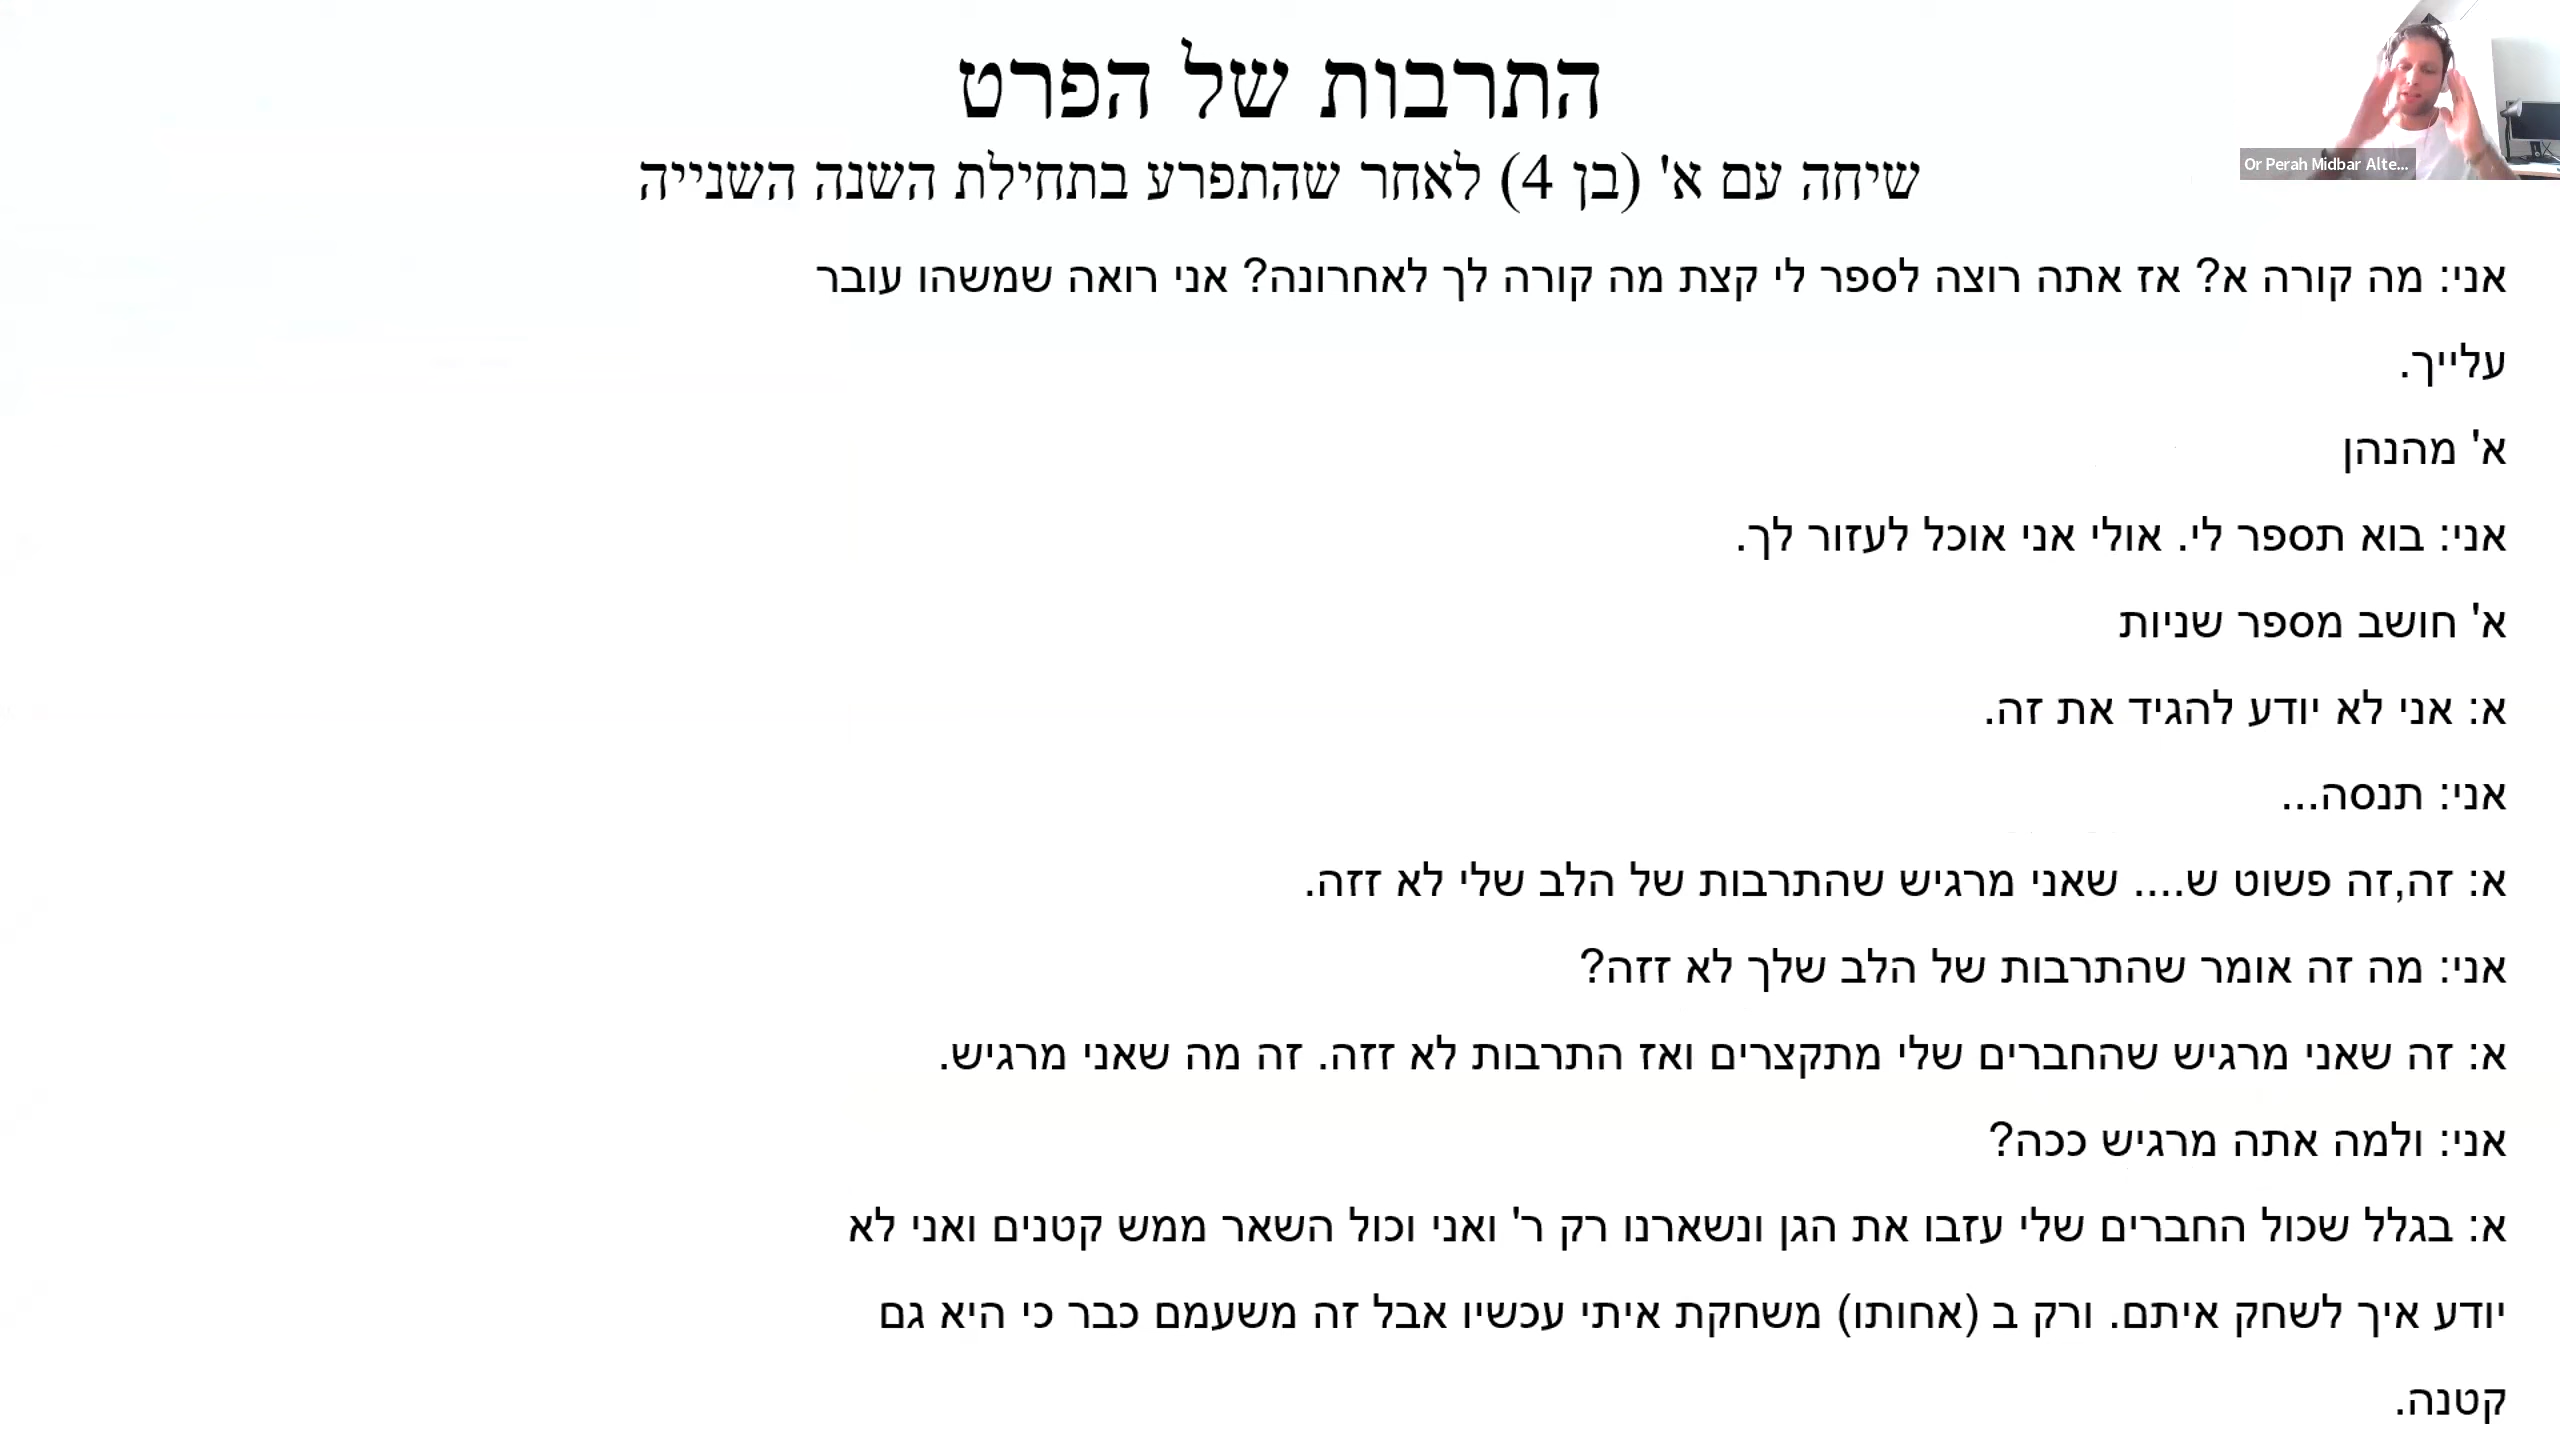 התרבות של הפרט
שיחה עם א' (בן 4) לאחר שהתפרע בתחילת השנה השנייה
Or Perah Midbar Alte...
אני: מה קורה א? אז אתה רוצה לספר לי קצת מה קורה לך לאחרונה? אני רואה שמשהו עובר
עלייך.
א' מהנהן
אני: בוא תספר לי. אולי אני אוכל לעזור לך.
א' חושב מספר שניות
א: אני לא יודע להגיד את זה.
אני: תנסה...
א: זה,זה פשוט ש.... שאני מרגיש שהתרבות של הלב שלי לא זזה.
אני: מה זה אומר שהתרבות של הלב שלך לא זזה?
א: זה שאני מרגיש שהחברים שלי מתקצרים ואז התרבות לא זזה. זה מה שאני מרגיש.
אני: ולמה אתה מרגיש ככה?
א: בגלל שכול החברים שלי עזבו את הגן ונשארנו רק ר' ואני וכול השאר ממש קטנים ואני לא
יודע איך לשחק איתם. ורק ב (אחותו) משחקת איתי עכשיו אבל זה משעמם כבר כי היא גם
קטנה.